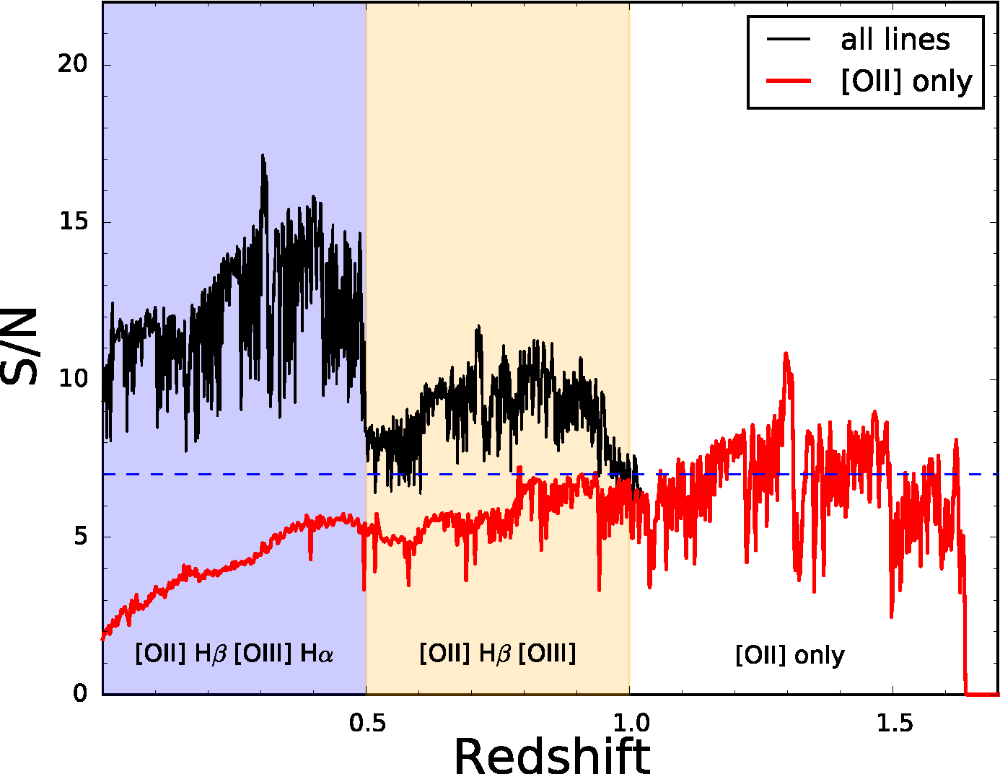 all lines
[OII] only
20
15
10
5
0
S/N
[OII] Hβ [OIII] Hα
[OII] Hβ [OIII]
[OII] only
0.5
1.0
1.5
Redshift